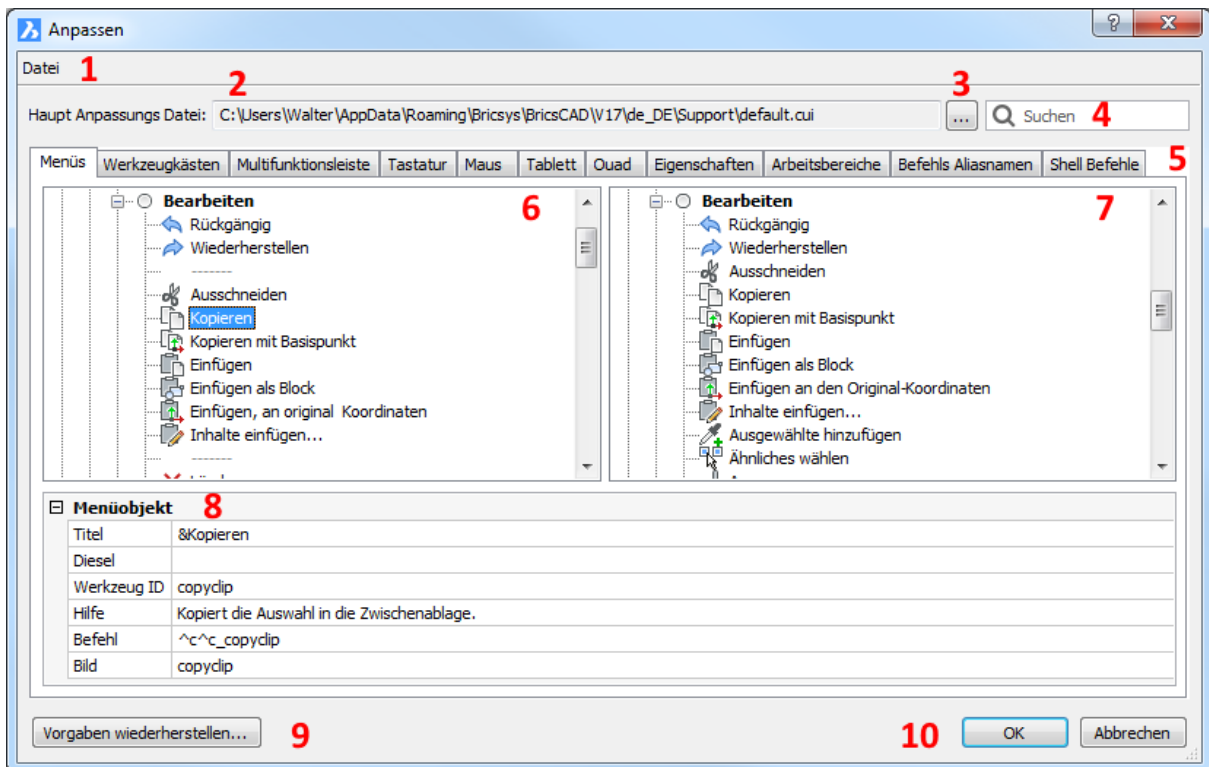 Anpassen
Datei 1
2 3
Haupt Anpassungs Datei: C:\Users\Walter\AppData\Roaming\Bricsys\BricsCAD\V17\de_DE\Support\default.cui ... Suchen 4
Menüs Werkzeugkästen Multifunktionsleiste Tastatur Maus Tablett Quad Eigenschaften Arbeitsbereiche Befehls Aliasnamen Shell Befehle 5
Bearbeiten 6
Rückgängig
Wiederherstellen
-------
Ausschneiden
Kopieren
Kopieren mit Basispunkt
Einfügen
Einfügen als Block
Einfügen, an original Koordinaten
Inhalte einfügen...
-------
Bearbeiten 7
Rückgängig
Wiederherstellen
Ausschneiden
Kopieren
Kopieren mit Basispunkt
Einfügen
Einfügen als Block
Einfügen an den Original-Koordinaten
Inhalte einfügen...
Ausgewählte hinzufügen
Ähnliches wählen
Menüobjekt 8
Titel &Kopieren
Diesel
Werkzeug ID copyclip
Hilfe Kopiert die Auswahl in die Zwischenablage.
Befehl ^c^c_copyclip
Bild copyclip
Vorgaben wiederherstellen... 9 10 OK Abbrechen